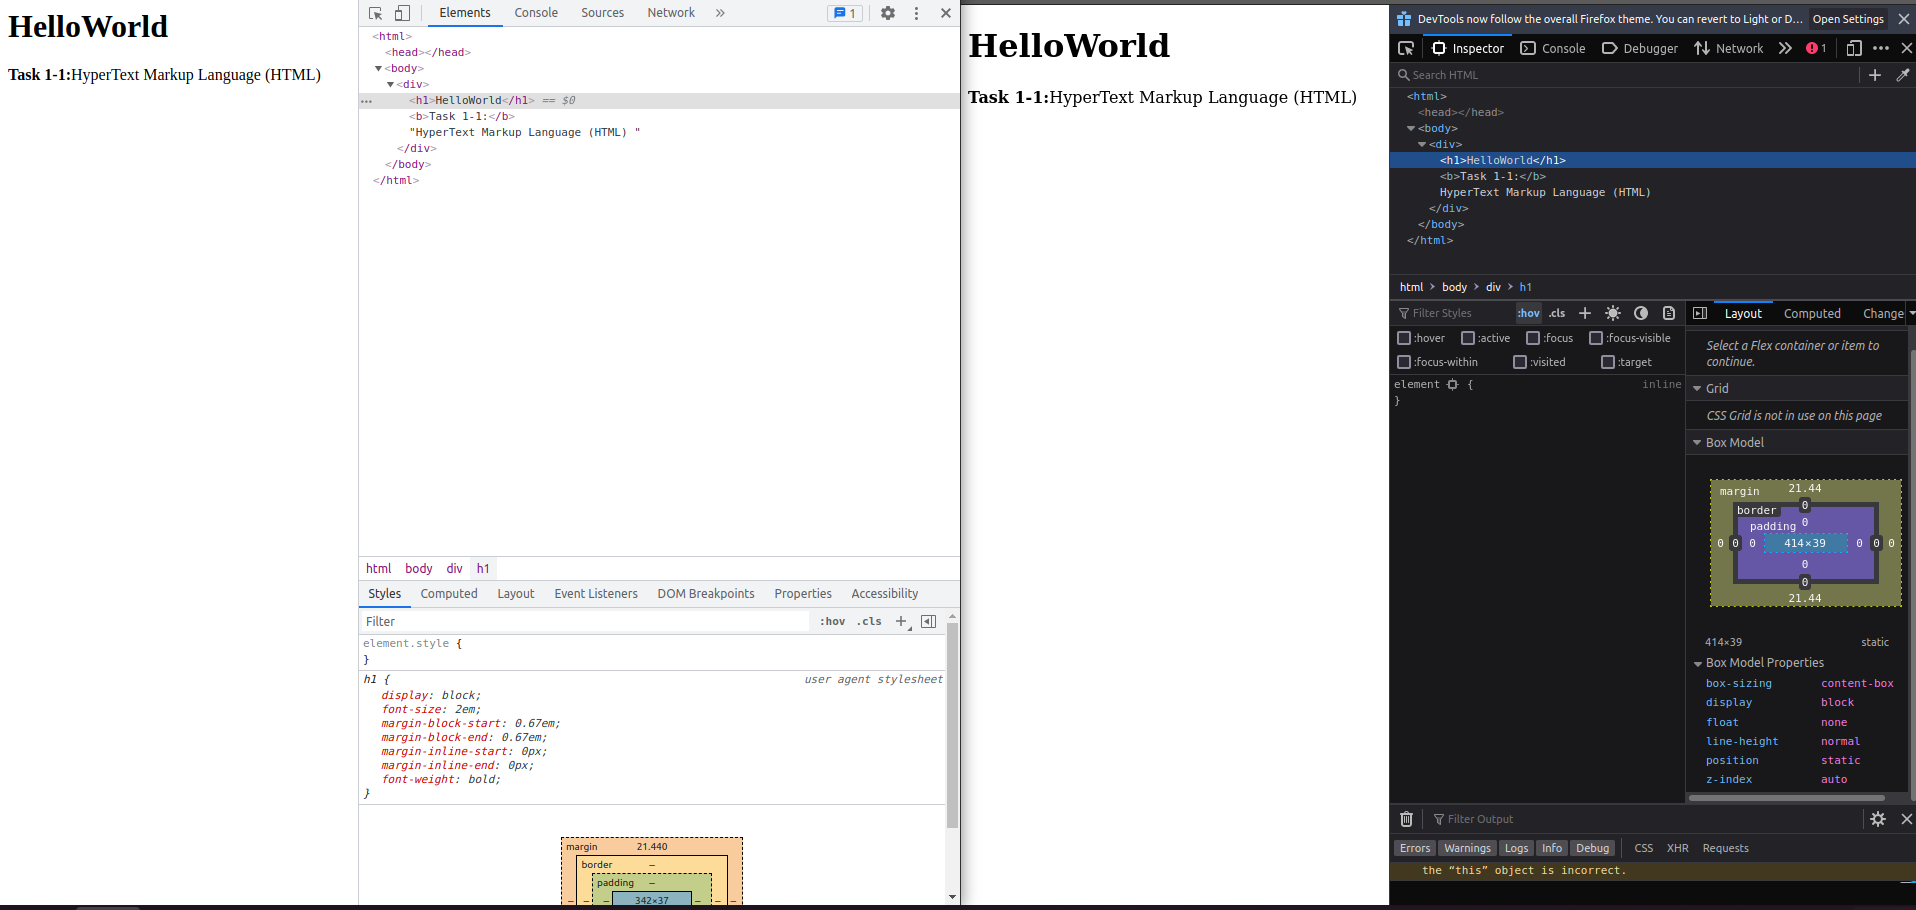 HelloWorld
Task 1-1:HyperText Markup Language (HTML)
Elements Console Sources Network » 1
<html>
<head></head>
<body>
<div>
… <h1>HelloWorld</h1> == $0
<b>Task 1-1:</b>
"HyperText Markup Language (HTML) "
</div>
</body>
</html>
html body div h1
Styles Computed Layout Event Listeners DOM Breakpoints Properties Accessibility
Filter :hov .cls +
element.style {
}
h1 { user agent stylesheet
display: block;
font-size: 2em;
margin-block-start: 0.67em;
margin-block-end: 0.67em;
margin-inline-start: 0px;
margin-inline-end: 0px;
font-weight: bold;
}
margin 21.440
border –
padding –
– – – 342×37 – – –
HelloWorld
Task 1-1:HyperText Markup Language (HTML)
DevTools now follow the overall Firefox theme. You can revert to Light or D… Open Settings
Inspector Console Debugger Network 1
Search HTML
<html>
<head></head>
<body>
<div>
<h1>HelloWorld</h1>
<b>Task 1-1:</b>
HyperText Markup Language (HTML)
</div>
</body>
</html>
html > body > div > h1
Filter Styles :hov .cls +
:hover :active :focus :focus-visible
:focus-within :visited :target
element { inline
}
Layout Computed Change
Select a Flex container or item to
continue.
Grid
CSS Grid is not in use on this page
Box Model
margin 21.44
border 0
padding 0
0 0 0 414×39 0 0 0
0
0
21.44
414×39 static
Box Model Properties
box-sizing content-box
display block
float none
line-height normal
position static
z-index auto
Filter Output
Errors Warnings Logs Info Debug CSS XHR Requests
the “this” object is incorrect.